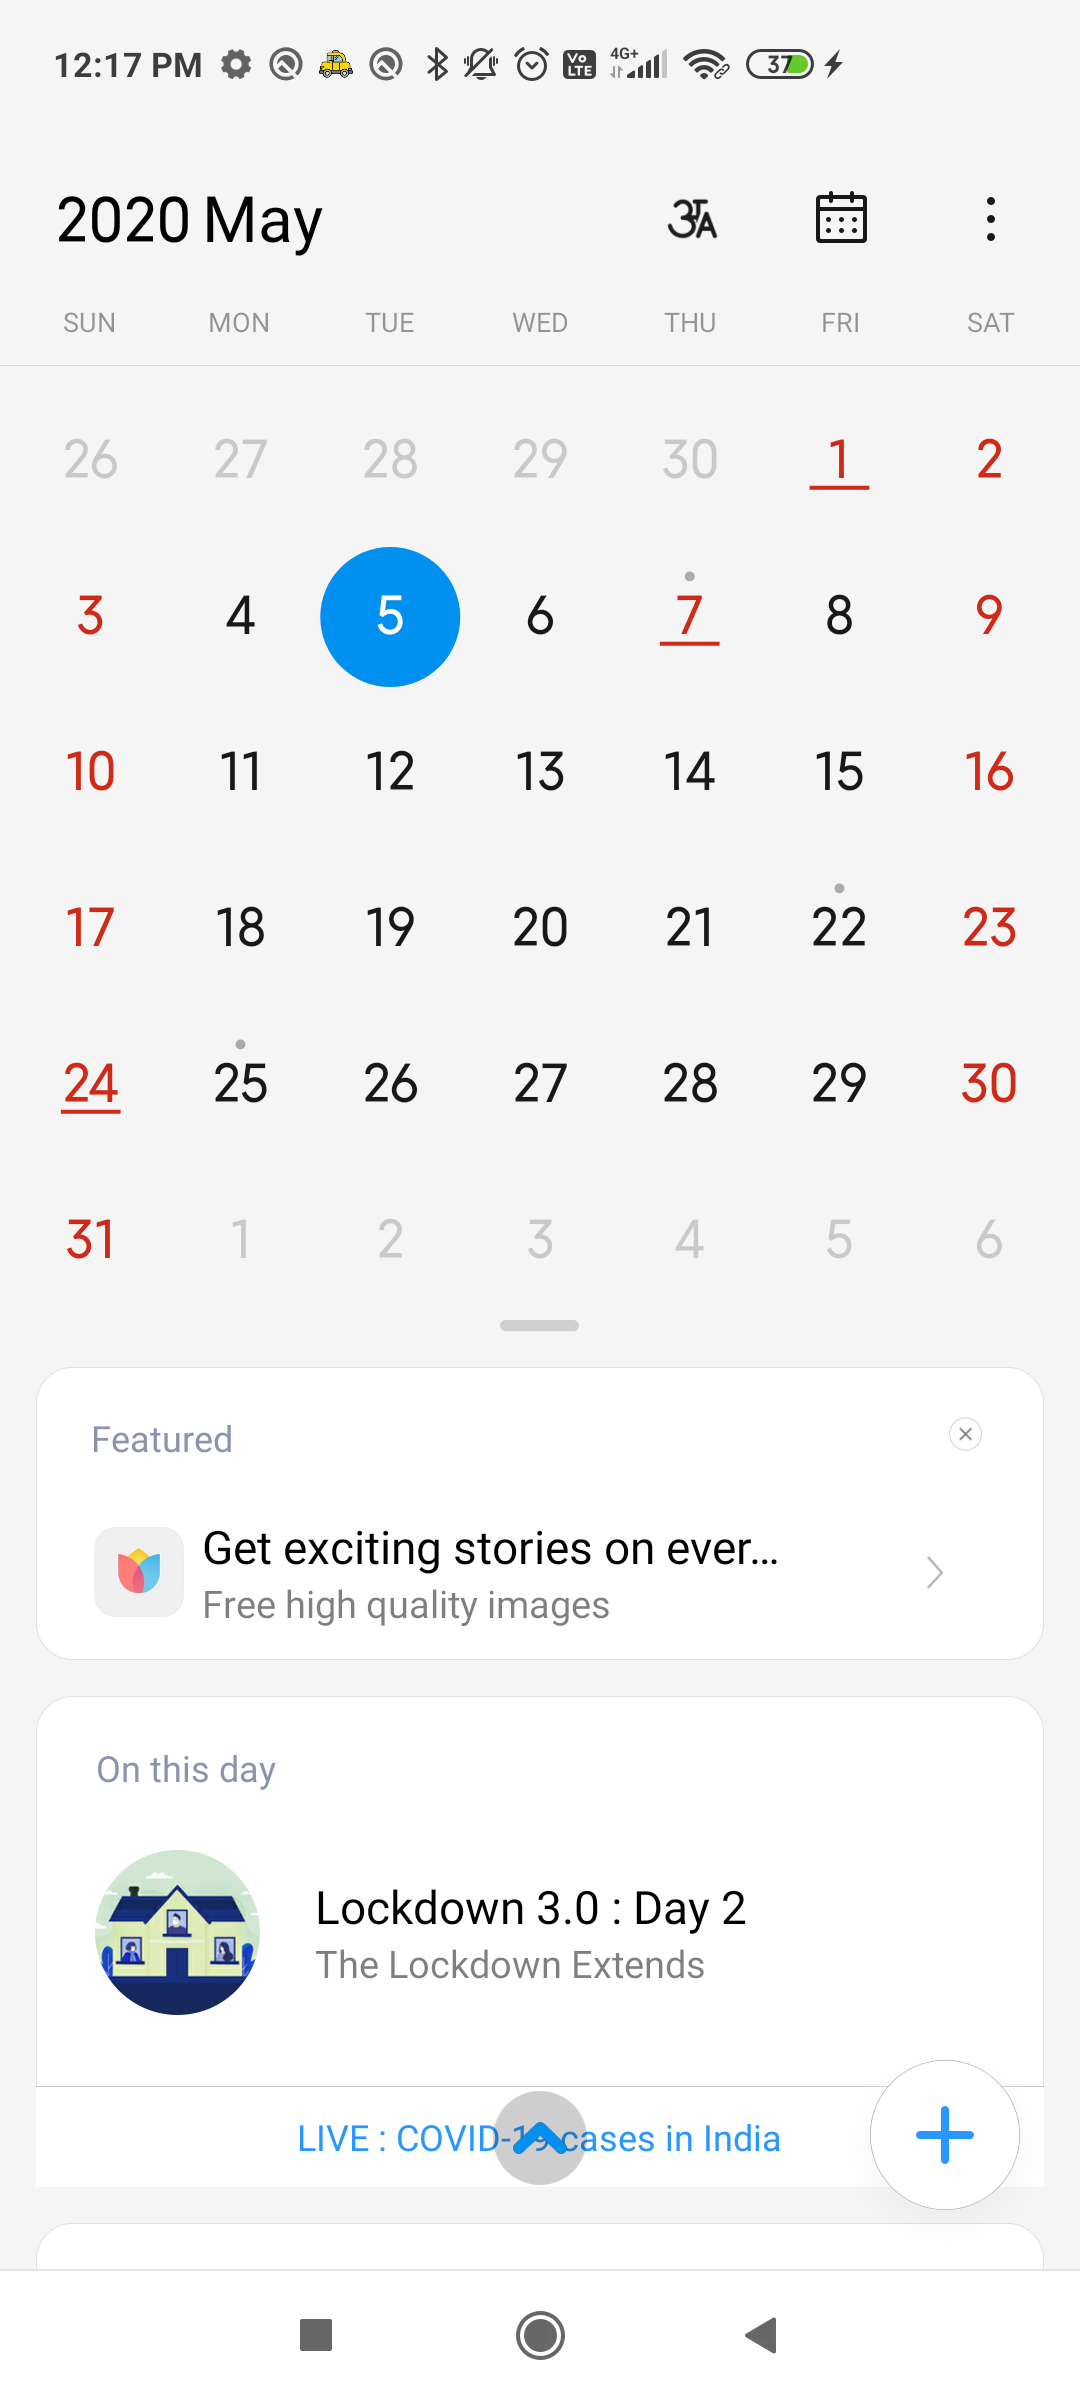 12:17 PM Vo LTE 4G+ 37
2020 May अA
SUN MON TUE WED THU FRI SAT
26 27 28 29 30 1 2
3 4 5 6 7 8 9
10 11 12 13 14 15 16
17 18 19 20 21 22 23
24 25 26 27 28 29 30
31 1 2 3 4 5 6
Featured
Get exciting stories on ever...
Free high quality images
On this day
Lockdown 3.0 : Day 2
The Lockdown Extends
LIVE : COVID-19 cases in India